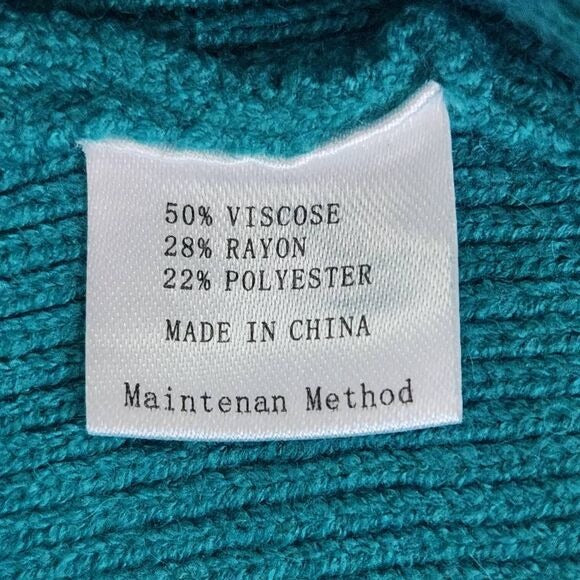 50% VISCOSE
28% RAYON
22% POLYESTER
MADE IN CHINA
Maintenan Method